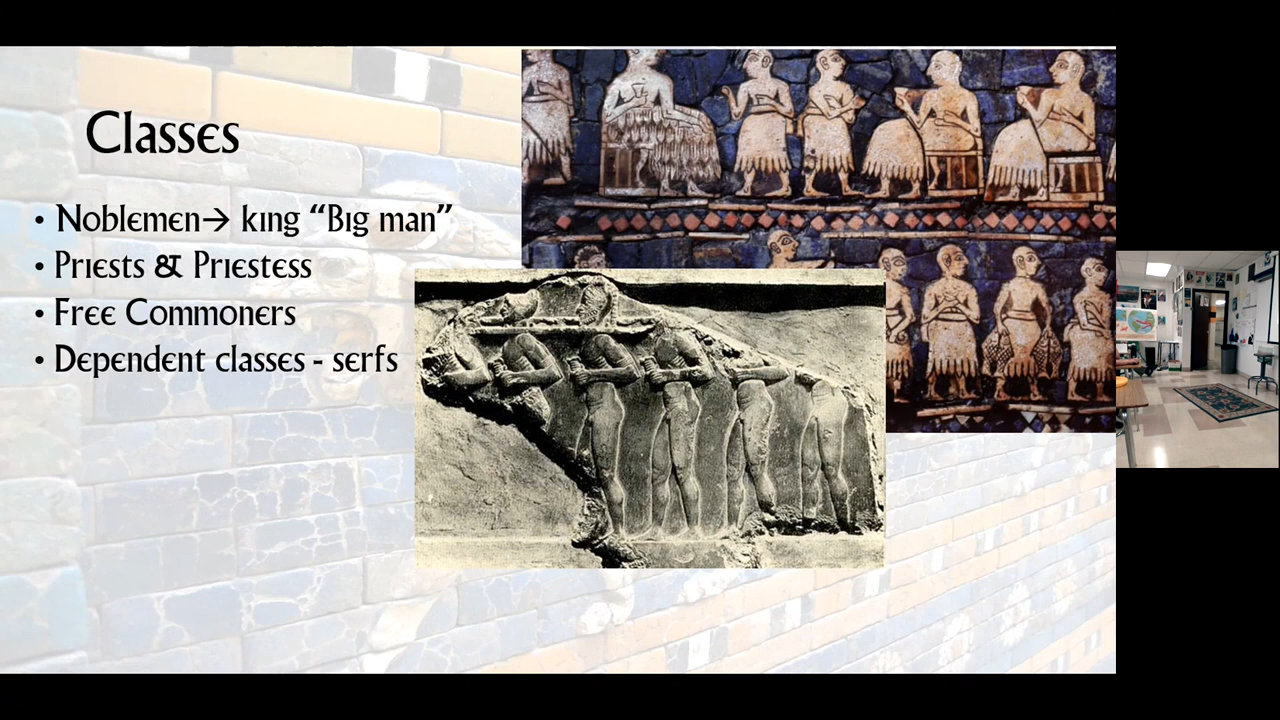 Classes
• Noblemen→ king “Big man”
• Priests & Priestess
• Free Commoners
• Dependent classes - serfs